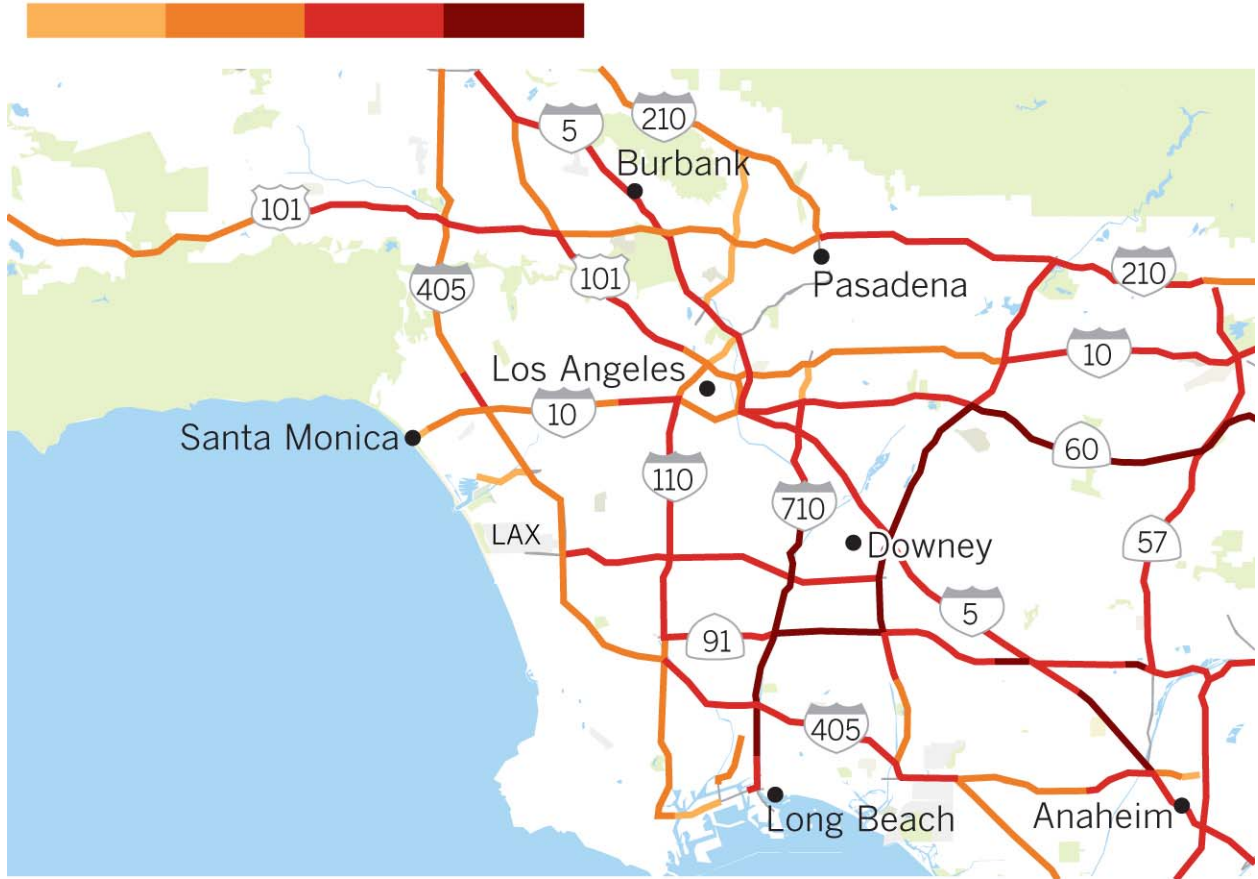 5
210
Burbank
101
405
101
Pasadena
210
10
Los Angeles
10
Santa Monica
60
110
710
LAX
Downey
57
5
91
405
Long Beach
Anaheim